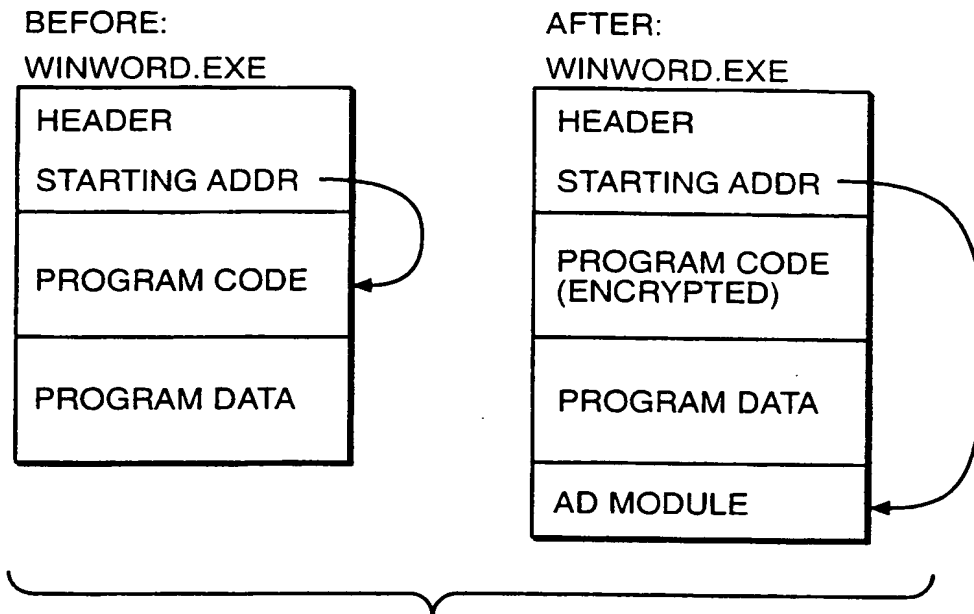 BEFORE:
WINWORD.EXE
HEADER
STARTING ADDR
PROGRAM CODE
PROGRAM DATA
AFTER:
WINWORD.EXE
HEADER
STARTING ADDR
PROGRAM CODE
(ENCRYPTED)
PROGRAM DATA
AD MODULE